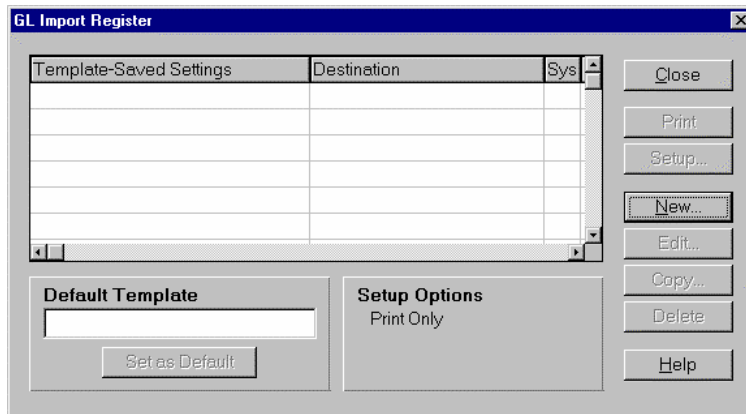 GL Import Register
Template-Saved Settings Destination Sys
Close
Print
Setup...
New...
Edit...
Copy...
Delete
Help
Default Template
Set as Default
Setup Options
Print Only